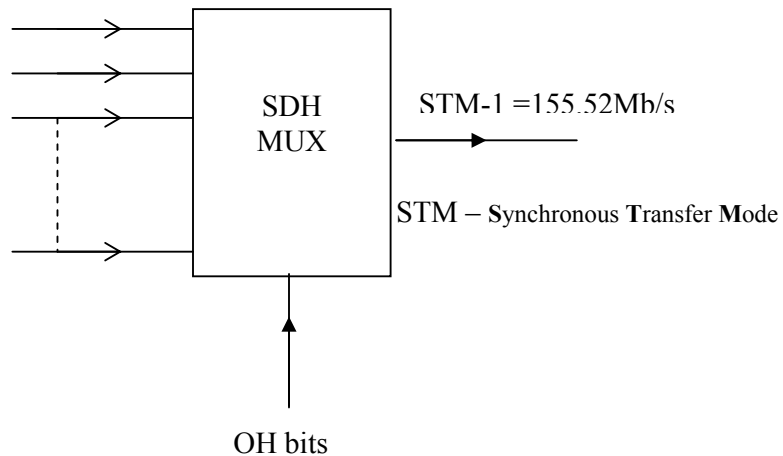 SDH
MUX
STM-1 =155.52Mb/s
STM – Synchronous Transfer Mode
OH bits